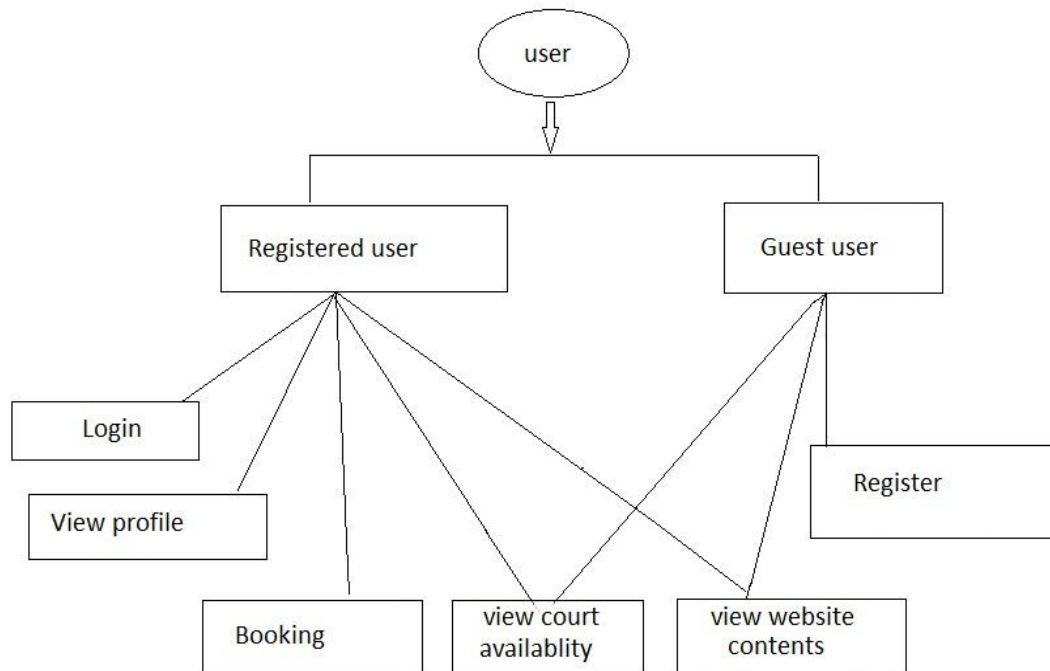 user
Registered user
Guest user
Login
View profile
Register
Booking
view court
availablity
view website
contents